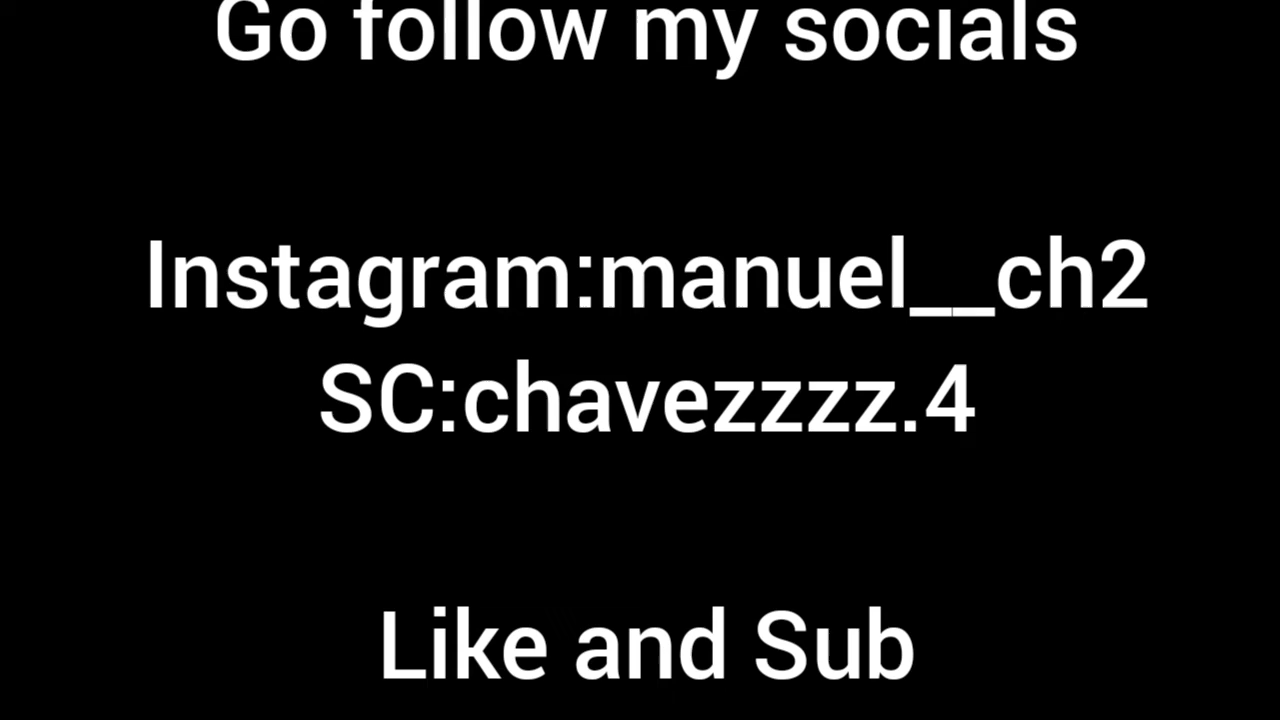 Go follow my socials
Instagram:manuel__ch2
SC:chavezzzz.4
Like and Sub